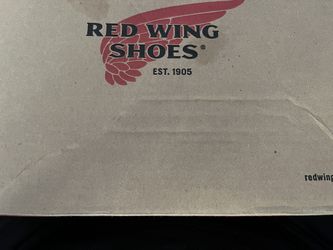 RED WING
SHOES®
EST. 1905
redwing